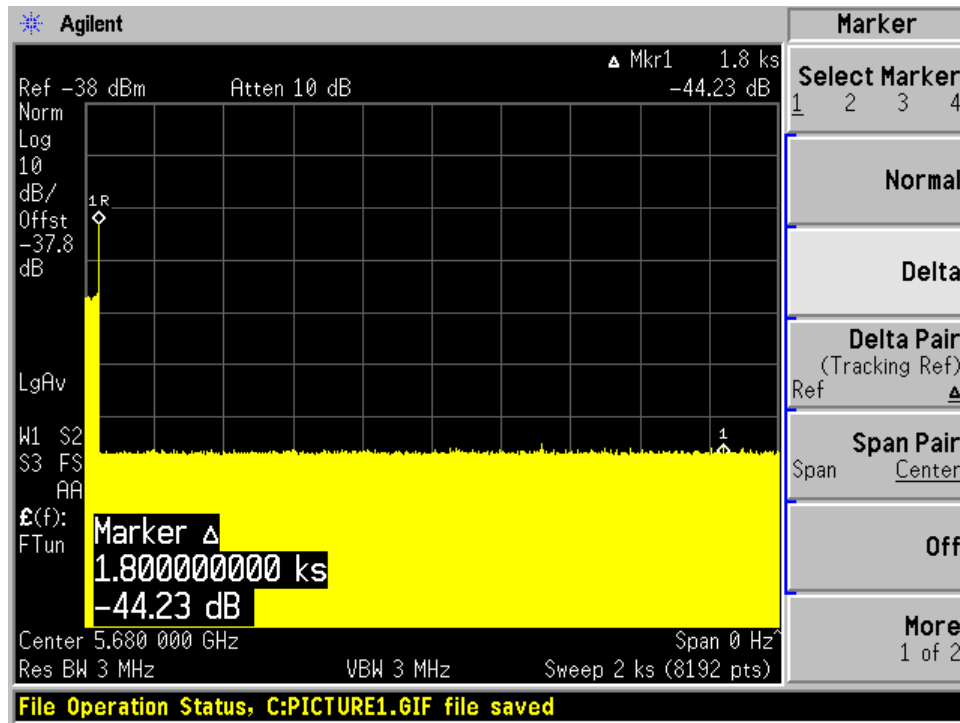 Agilent
Marker
Δ Mkr1 1.8 ks
Ref -38 dBm Atten 10 dB -44.23 dB
Norm
Log
10
dB/
Offst
-37.8
dB
LgAv
W1 S2
S3 FS
AA
£(f):
FTun
1R
1
Marker Δ
1.800000000 ks
-44.23 dB
Center 5.680 000 GHz Span 0 Hz^
Res BW 3 MHz VBW 3 MHz Sweep 2 ks (8192 pts)
Select Marker
1 2 3 4
Normal
Delta
Delta Pair
(Tracking Ref)
Ref Δ
Span Pair
Span Center
Off
More
1 of 2
File Operation Status, C:PICTURE1.GIF file saved